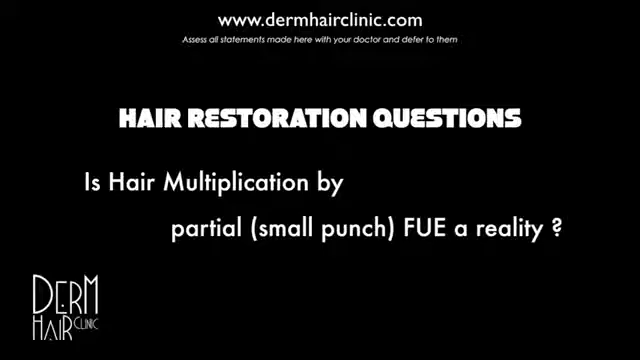 www.dermhairclinic.com
Assess all statements made here with your doctor and defer to them
HAIR RESTORATION QUESTIONS
Is Hair Multiplication by
partial (small punch) FUE a reality ?
DERM
HAIR CLINIC